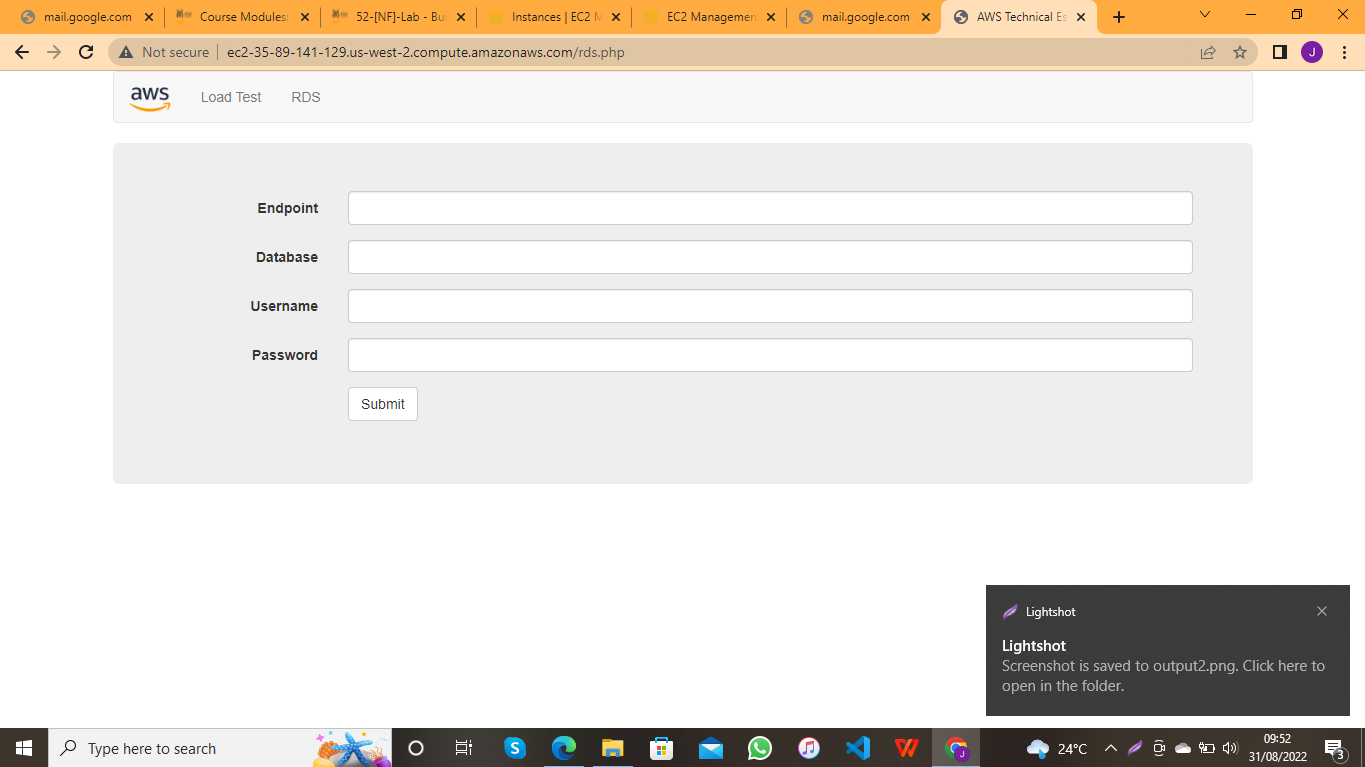 mail.google.com
Course Modules:
52-[NF]-Lab - Bu
Instances | EC2 M
EC2 Managemen
mail.google.com
AWS Technical Es
Not secure
ec2-35-89-141-129.us-west-2.compute.amazonaws.com/rds.php
J
aws
Load Test
RDS
Endpoint
Database
Username
Password
Submit
Lightshot
Lightshot
Screenshot is saved to output2.png. Click here to
open in the folder.
Type here to search
24°C
09:52
31/08/2022
3